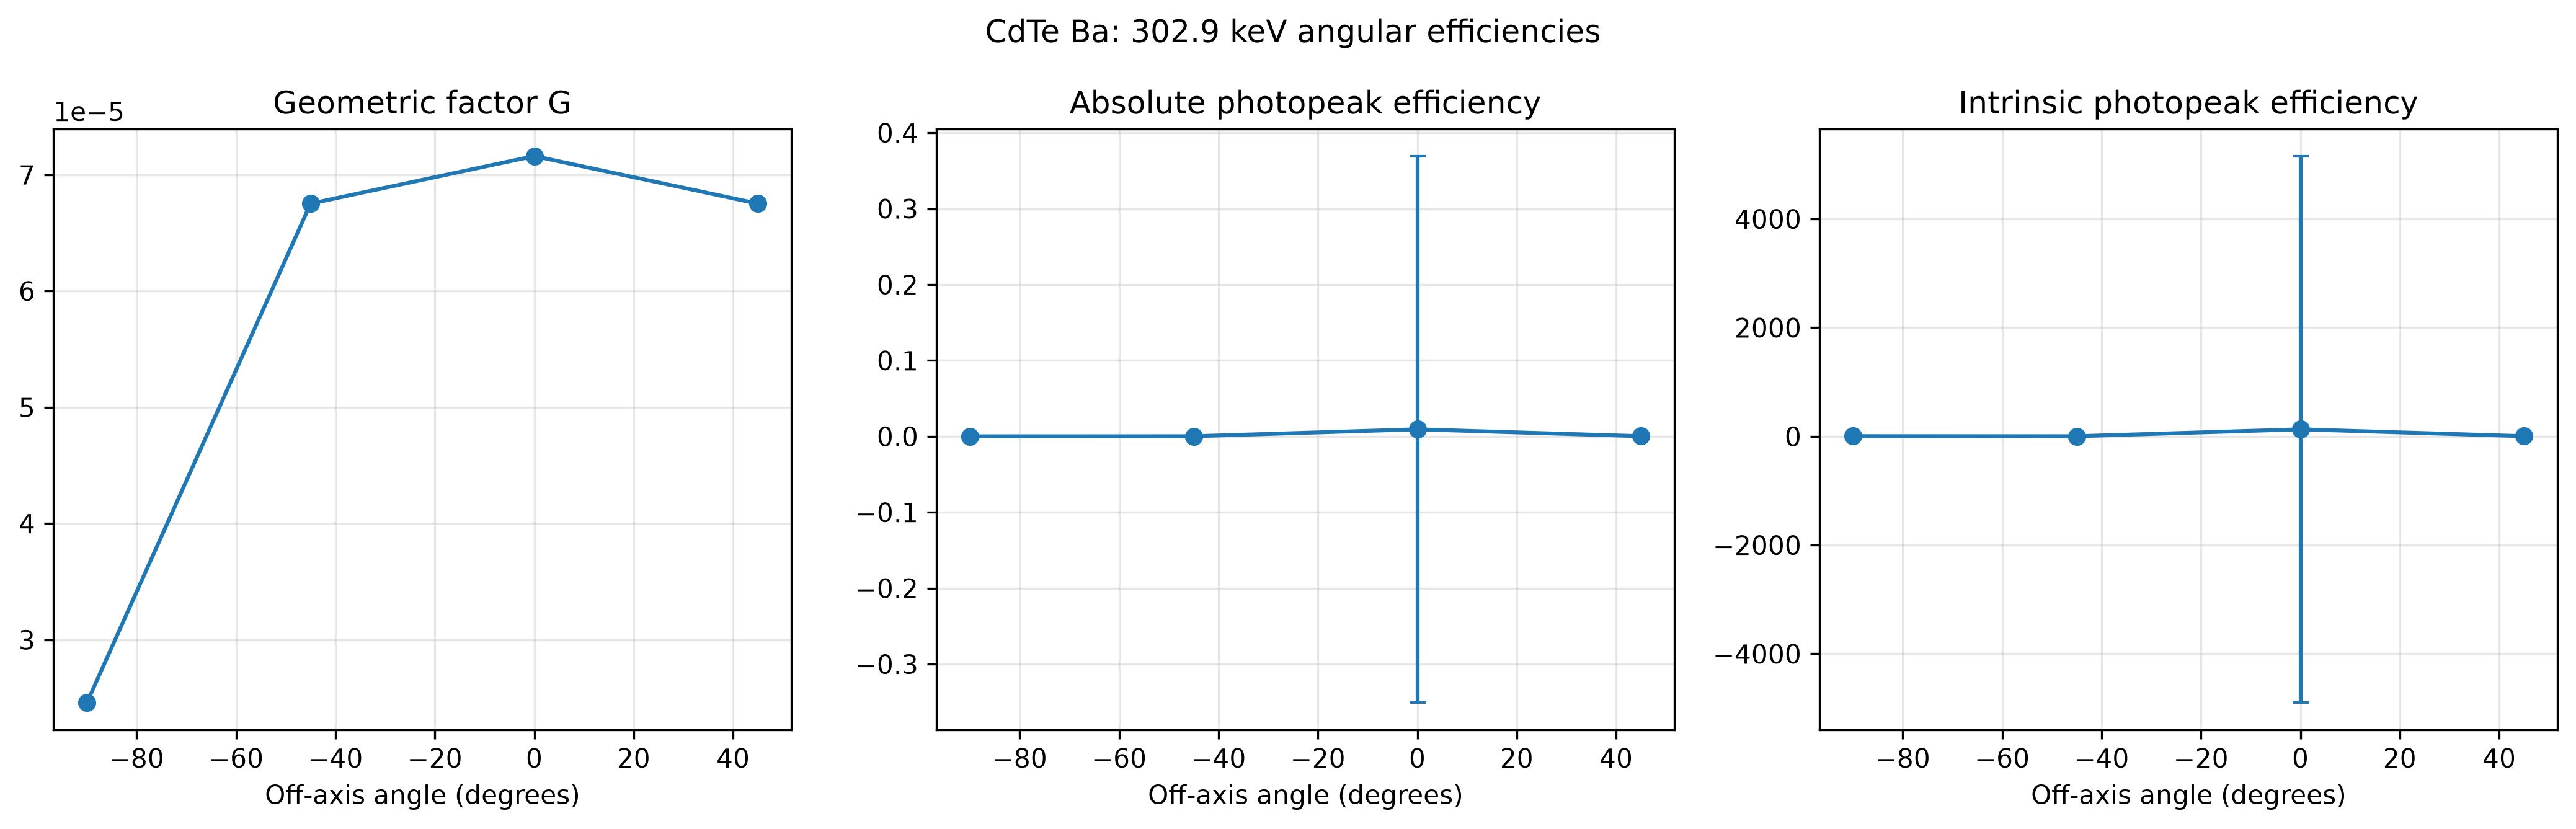 CdTe Ba: 302.9 keV angular efficiencies
Geometric factor G
1e−5
7
6
5
4
3
−80 −60 −40 −20 0 20 40
Off-axis angle (degrees)
Absolute photopeak efficiency
0.4
0.3
0.2
0.1
0.0
−0.1
−0.2
−0.3
−80 −60 −40 −20 0 20 40
Off-axis angle (degrees)
Intrinsic photopeak efficiency
4000
2000
0
−2000
−4000
−80 −60 −40 −20 0 20 40
Off-axis angle (degrees)